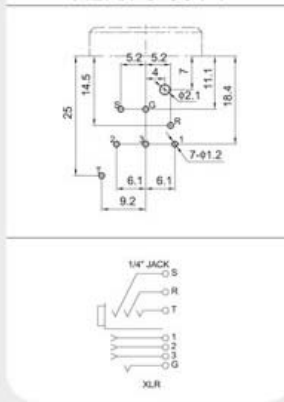 5.2 5.2
4
7
11.1
18.4
14.5
25
ϕ2.1
S G
R
2 3 1
7-ϕ1.2
T
6.1 6.1
9.2
1/4" JACK
S
R
T
1
2
3
G
XLR